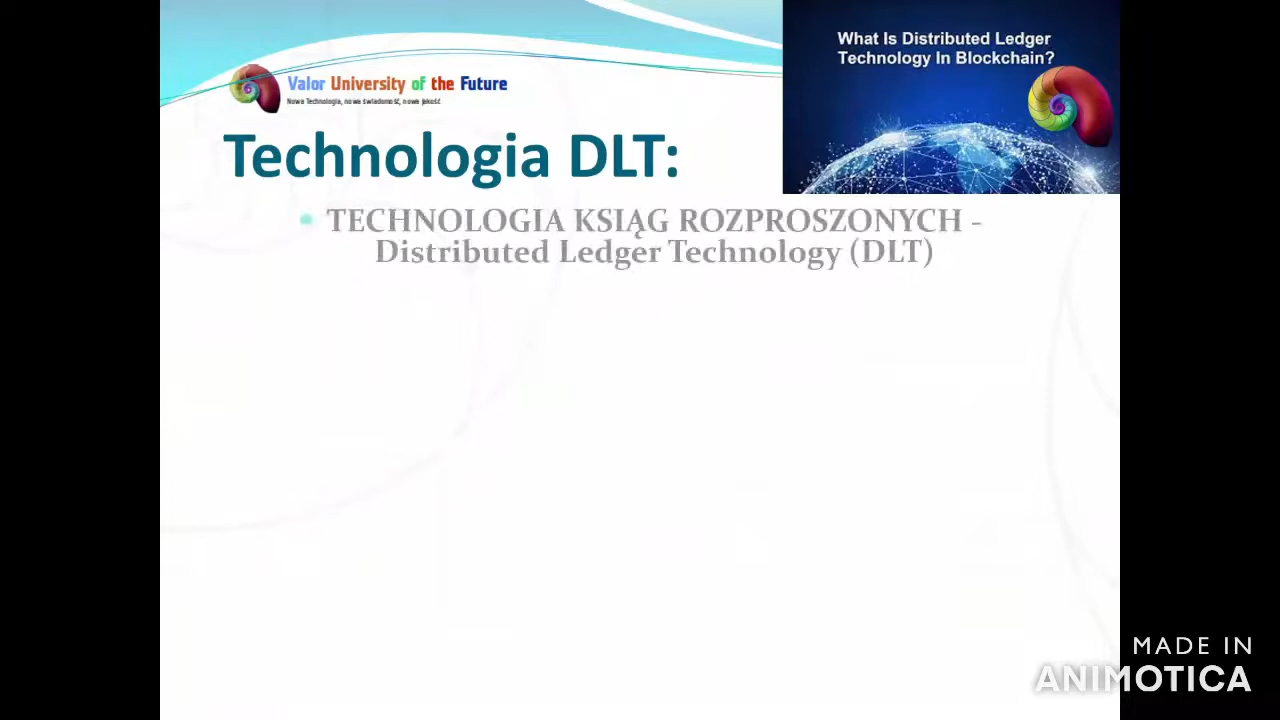 What Is Distributed Ledger
Technology In Blockchain?
Valor University of the Future
Nowa Technologia, nowa świadomość, nowa jakość
Technologia DLT:
• TECHNOLOGIA KSIĄG ROZPROSZONYCH -
Distributed Ledger Technology (DLT)
MADE IN
ANIMOTICA